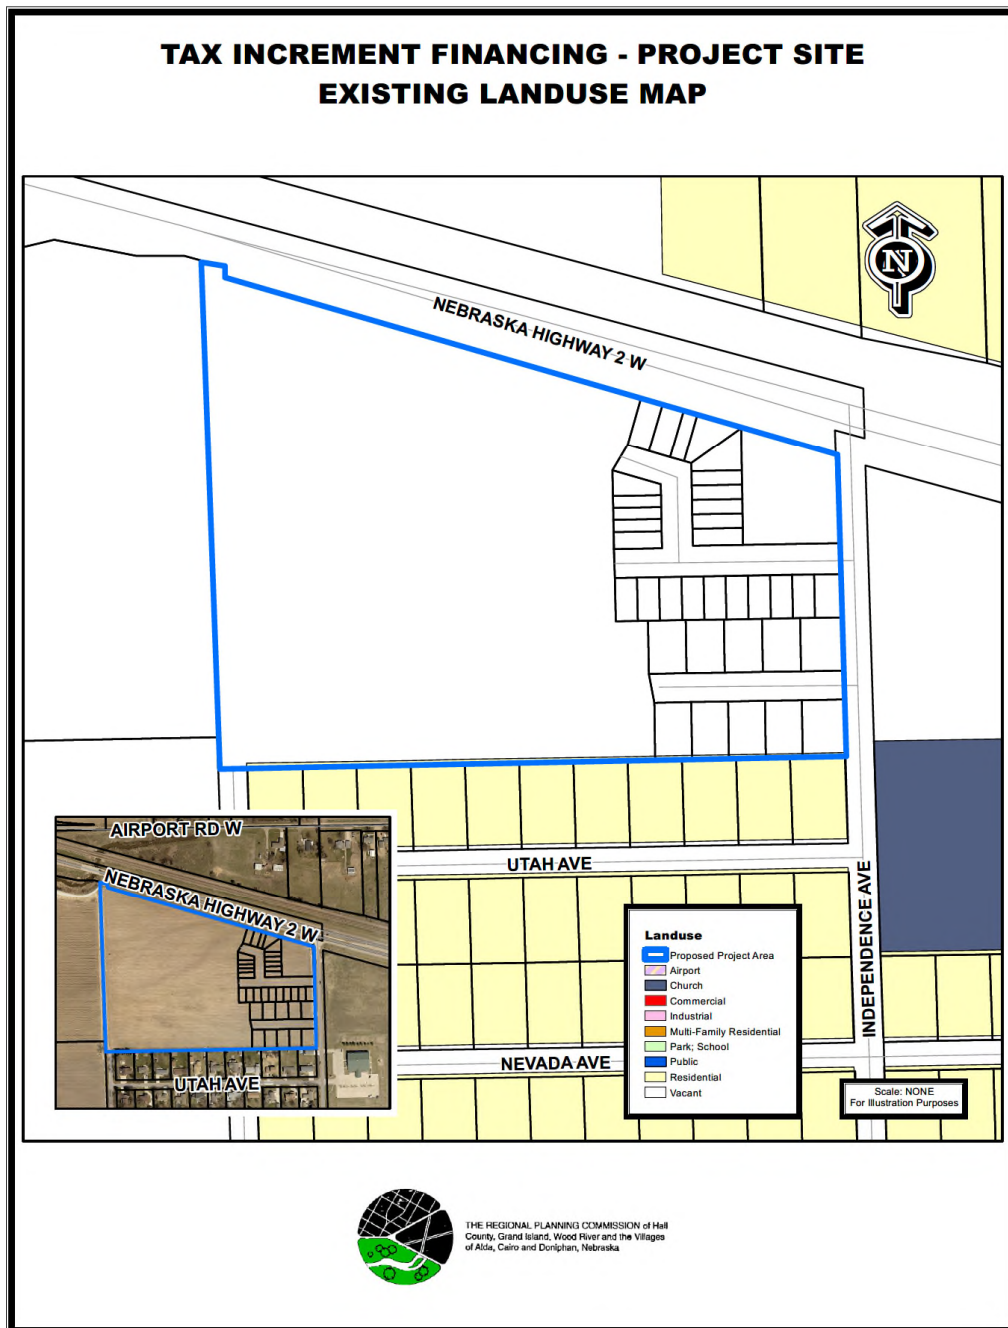 TAX INCREMENT FINANCING - PROJECT SITE
EXISTING LANDUSE MAP
N
NEBRASKA HIGHWAY 2 W
AIRPORT RD W
NEBRASKA HIGHWAY 2 W
UTAH AVE
UTAH AVE
INDEPENDENCE AVE
NEVADA AVE
Landuse
Proposed Project Area
Airport
Church
Commercial
Industrial
Multi-Family Residential
Park; School
Public
Residential
Vacant
Scale: NONE
For Illustration Purposes
THE REGIONAL PLANNING COMMISSION of Hall
County, Grand Island, Wood River and the Villages
of Alda, Cairo and Doniphan, Nebraska